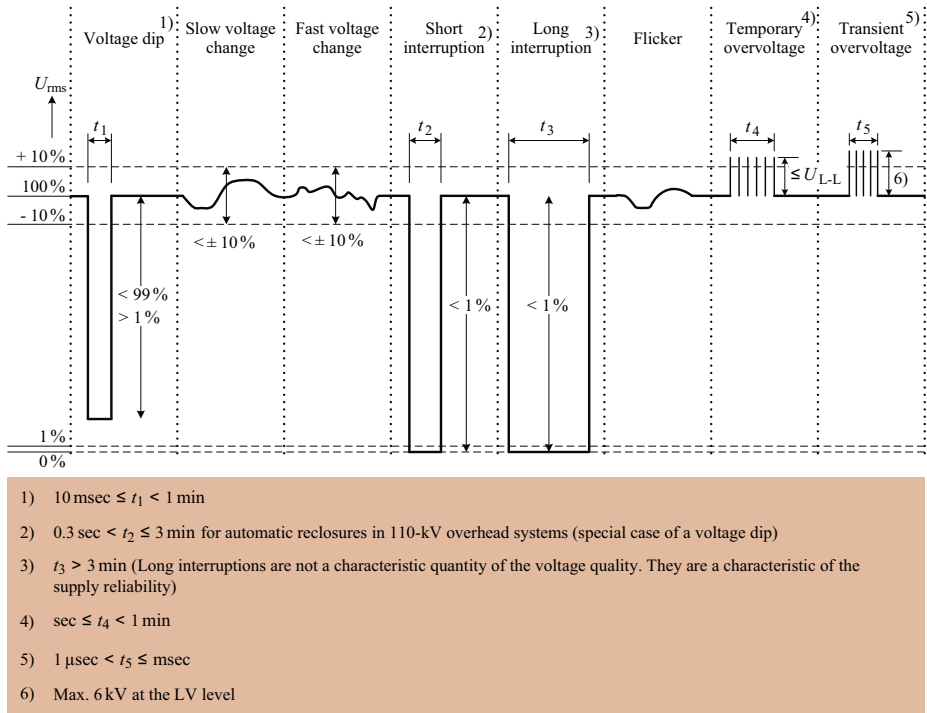 Voltage dip 1)
Slow voltage change
Fast voltage change
Short interruption 2)
Long interruption 3)
Flicker
Temporary overvoltage 4)
Transient overvoltage 5)
Urms
t1
t2
t3
t4
t5
+ 10 %
100 %
- 10 %
≤ UL-L
6)
< ± 10 %
< ± 10 %
< 99 %
> 1 %
< 1 %
< 1 %
1 %
0 %
1) 10 msec ≤ t1 < 1 min
2) 0.3 sec < t2 ≤ 3 min for automatic reclosures in 110-kV overhead systems (special case of a voltage dip)
3) t3 > 3 min (Long interruptions are not a characteristic quantity of the voltage quality. They are a characteristic of the
supply reliability)
4) sec ≤ t4 < 1 min
5) 1 µsec < t5 ≤ msec
6) Max. 6 kV at the LV level